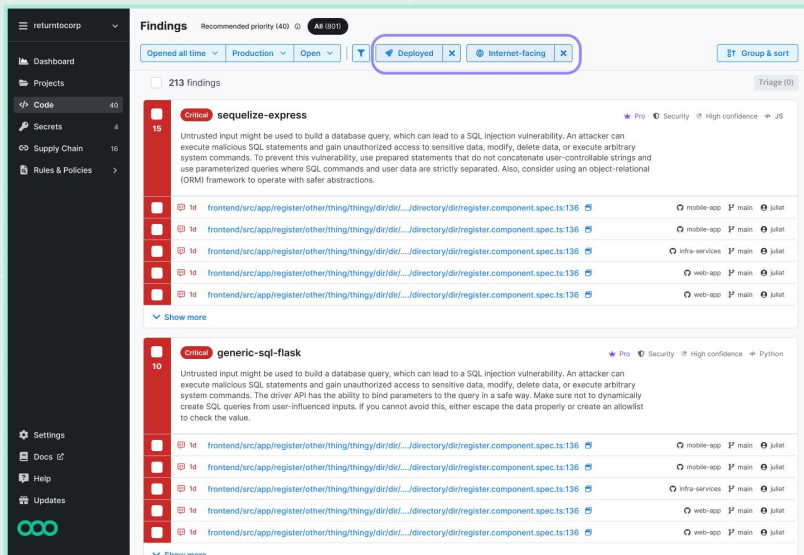 returntocorp
Dashboard
Projects
Code 40
Secrets 4
Supply Chain 16
Rules & Policies
Settings
Docs
Help
Updates
Findings Recommended priority (40) All (801)
Opened all time Production Open Deployed Internet-facing Group & sort
213 findings Triage (0)
15 Critical sequelize-express Pro Security High confidence JS
Untrusted input might be used to build a database query, which can lead to a SQL injection vulnerability. An attacker can
execute malicious SQL statements and gain unauthorized access to sensitive data, modify, delete data, or execute arbitrary
system commands. To prevent this vulnerability, use prepared statements that do not concatenate user-controllable strings and
use parameterized queries where SQL commands and user data are strictly separated. Also, consider using an object-relational
(ORM) framework to operate with safer abstractions.
1d frontend/src/app/register/other/thing/thingy/dir/dir/..../directory/dir/register.component.spec.ts:136 mobile-app main juliat
1d frontend/src/app/register/other/thing/thingy/dir/dir/..../directory/dir/register.component.spec.ts:136 mobile-app main juliat
1d frontend/src/app/register/other/thing/thingy/dir/dir/..../directory/dir/register.component.spec.ts:136 infra-services main juliat
1d frontend/src/app/register/other/thing/thingy/dir/dir/..../directory/dir/register.component.spec.ts:136 web-app main juliat
1d frontend/src/app/register/other/thing/thingy/dir/dir/..../directory/dir/register.component.spec.ts:136 web-app main juliat
Show more
10 Critical generic-sql-flask Pro Security High confidence Python
Untrusted input might be used to build a database query, which can lead to a SQL injection vulnerability. An attacker can
execute malicious SQL statements and gain unauthorized access to sensitive data, modify, delete data, or execute arbitrary
system commands. The driver API has the ability to bind parameters to the query in a safe way. Make sure not to dynamically
create SQL queries from user-influenced inputs. If you cannot avoid this, either escape the data properly or create an allowlist
to check the value.
1d frontend/src/app/register/other/thing/thingy/dir/dir/..../directory/dir/register.component.spec.ts:136 mobile-app main juliat
1d frontend/src/app/register/other/thing/thingy/dir/dir/..../directory/dir/register.component.spec.ts:136 mobile-app main juliat
1d frontend/src/app/register/other/thing/thingy/dir/dir/..../directory/dir/register.component.spec.ts:136 infra-services main juliat
1d frontend/src/app/register/other/thing/thingy/dir/dir/..../directory/dir/register.component.spec.ts:136 web-app main juliat
1d frontend/src/app/register/other/thing/thingy/dir/dir/..../directory/dir/register.component.spec.ts:136 web-app main juliat
Show more